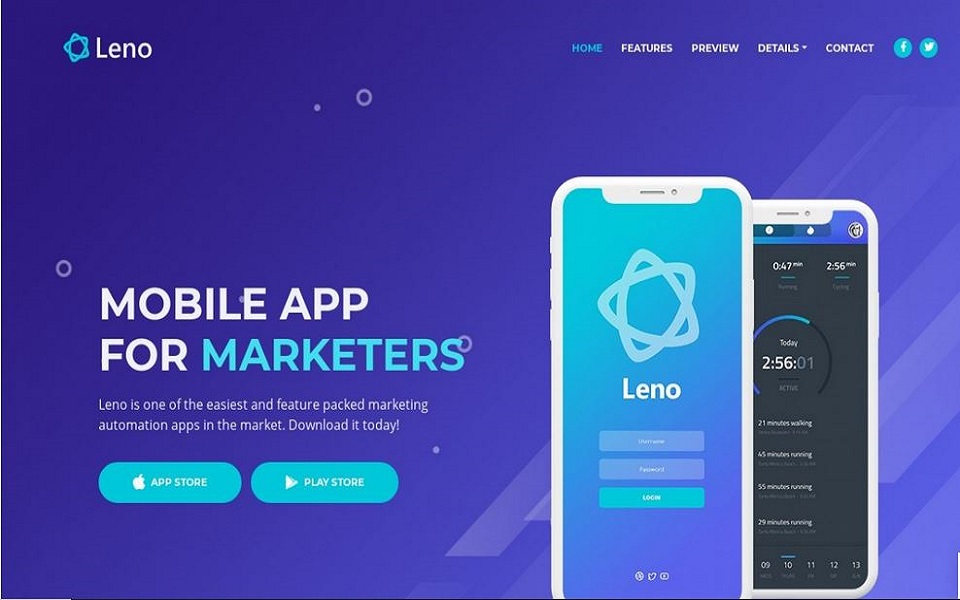 Leno
HOME FEATURES PREVIEW DETAILS CONTACT
MOBILE APP
FOR MARKETERS
Leno is one of the easiest and feature packed marketing
automation apps in the market. Download it today!
APP STORE PLAY STORE
Leno
Username
Password
LOGIN
0:47 min 2:56 min
Running Cycling
Today
2:56:01
ACTIVE
21 minutes walking
45 minutes running
55 minutes running
29 minutes running
09 10 11 12 13